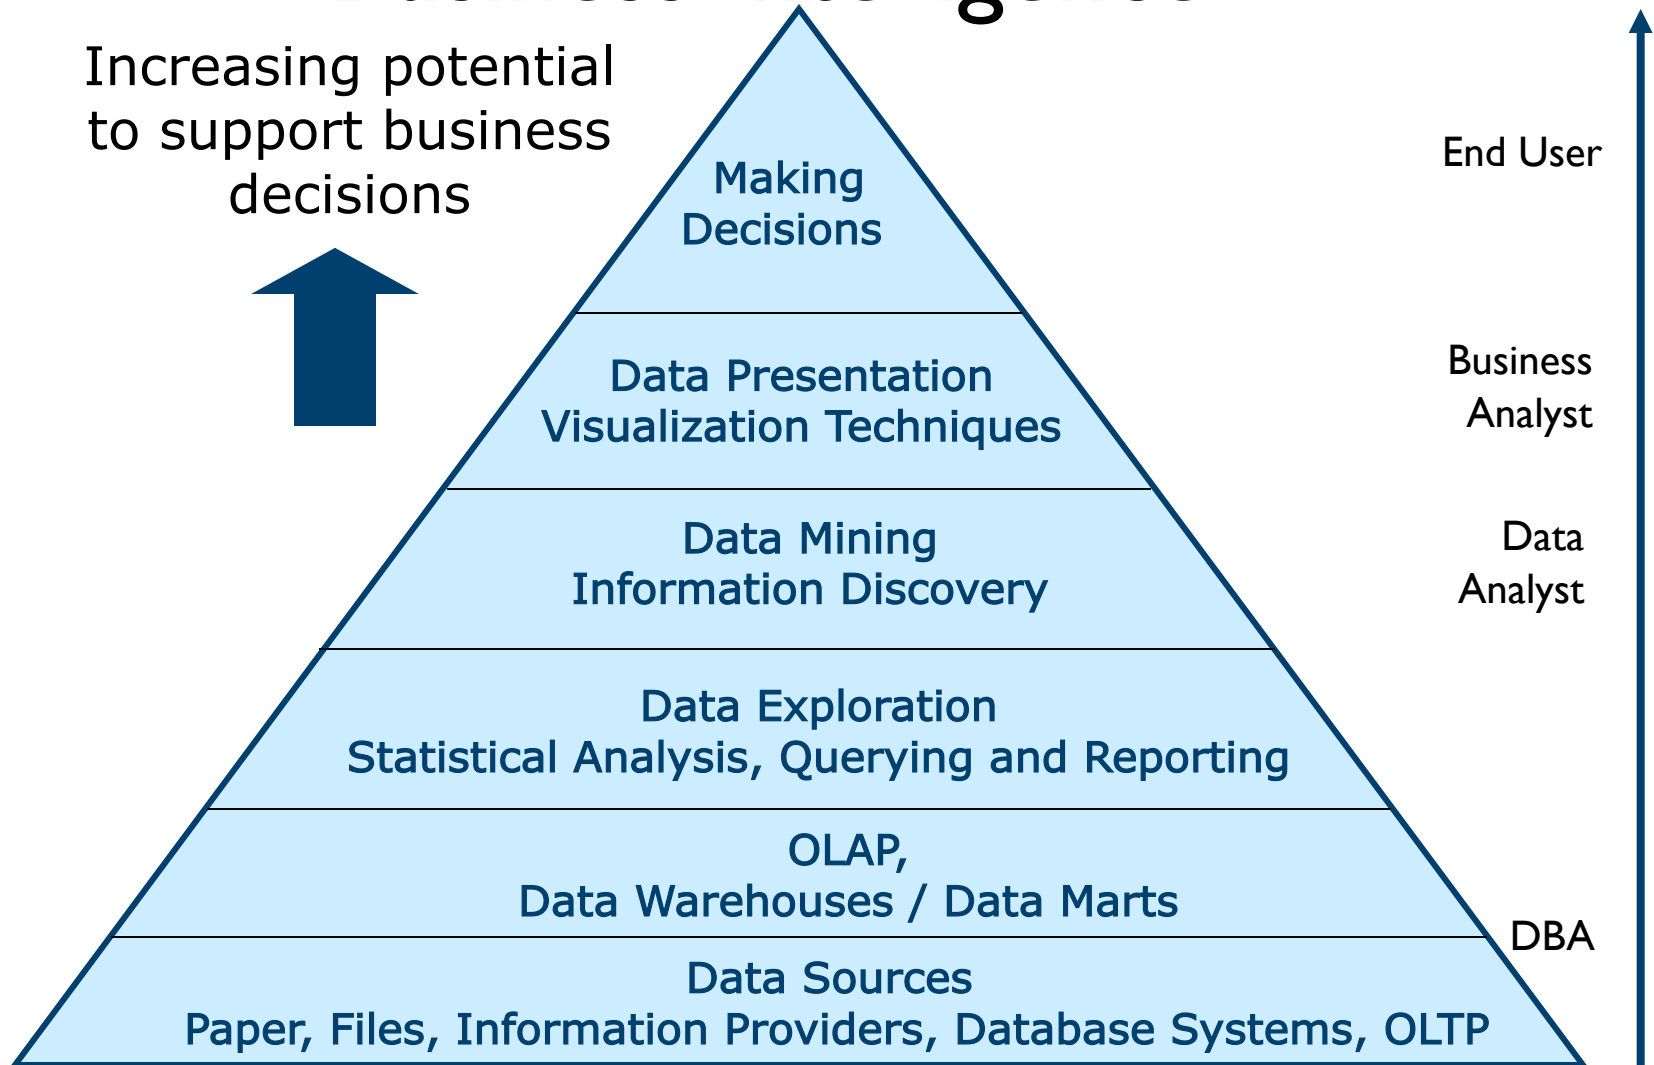 Increasing potential
to support business
decisions
Making
Decisions
Data Presentation
Visualization Techniques
Data Mining
Information Discovery
Data Exploration
Statistical Analysis, Querying and Reporting
OLAP,
Data Warehouses / Data Marts
Data Sources
Paper, Files, Information Providers, Database Systems, OLTP
End User
Business
Analyst
Data
Analyst
DBA